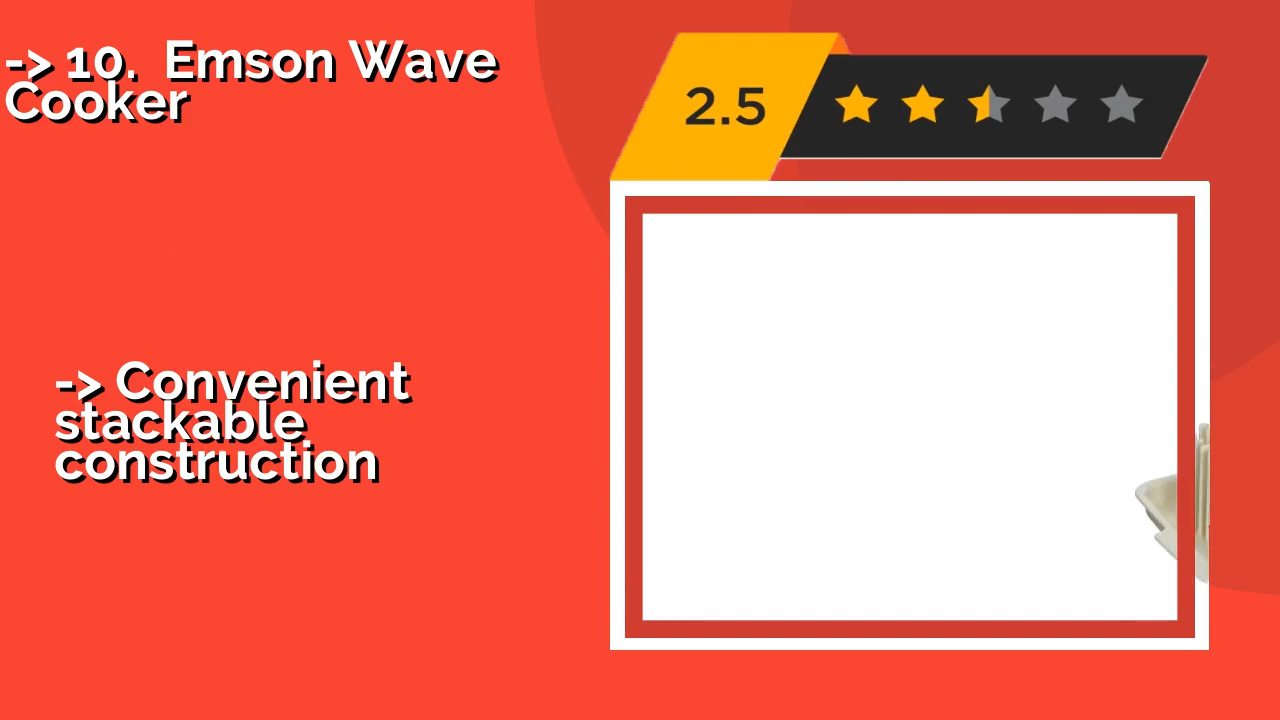 -> 10.  Emson Wave
Cooker
2.5
-> Convenient
stackable
construction